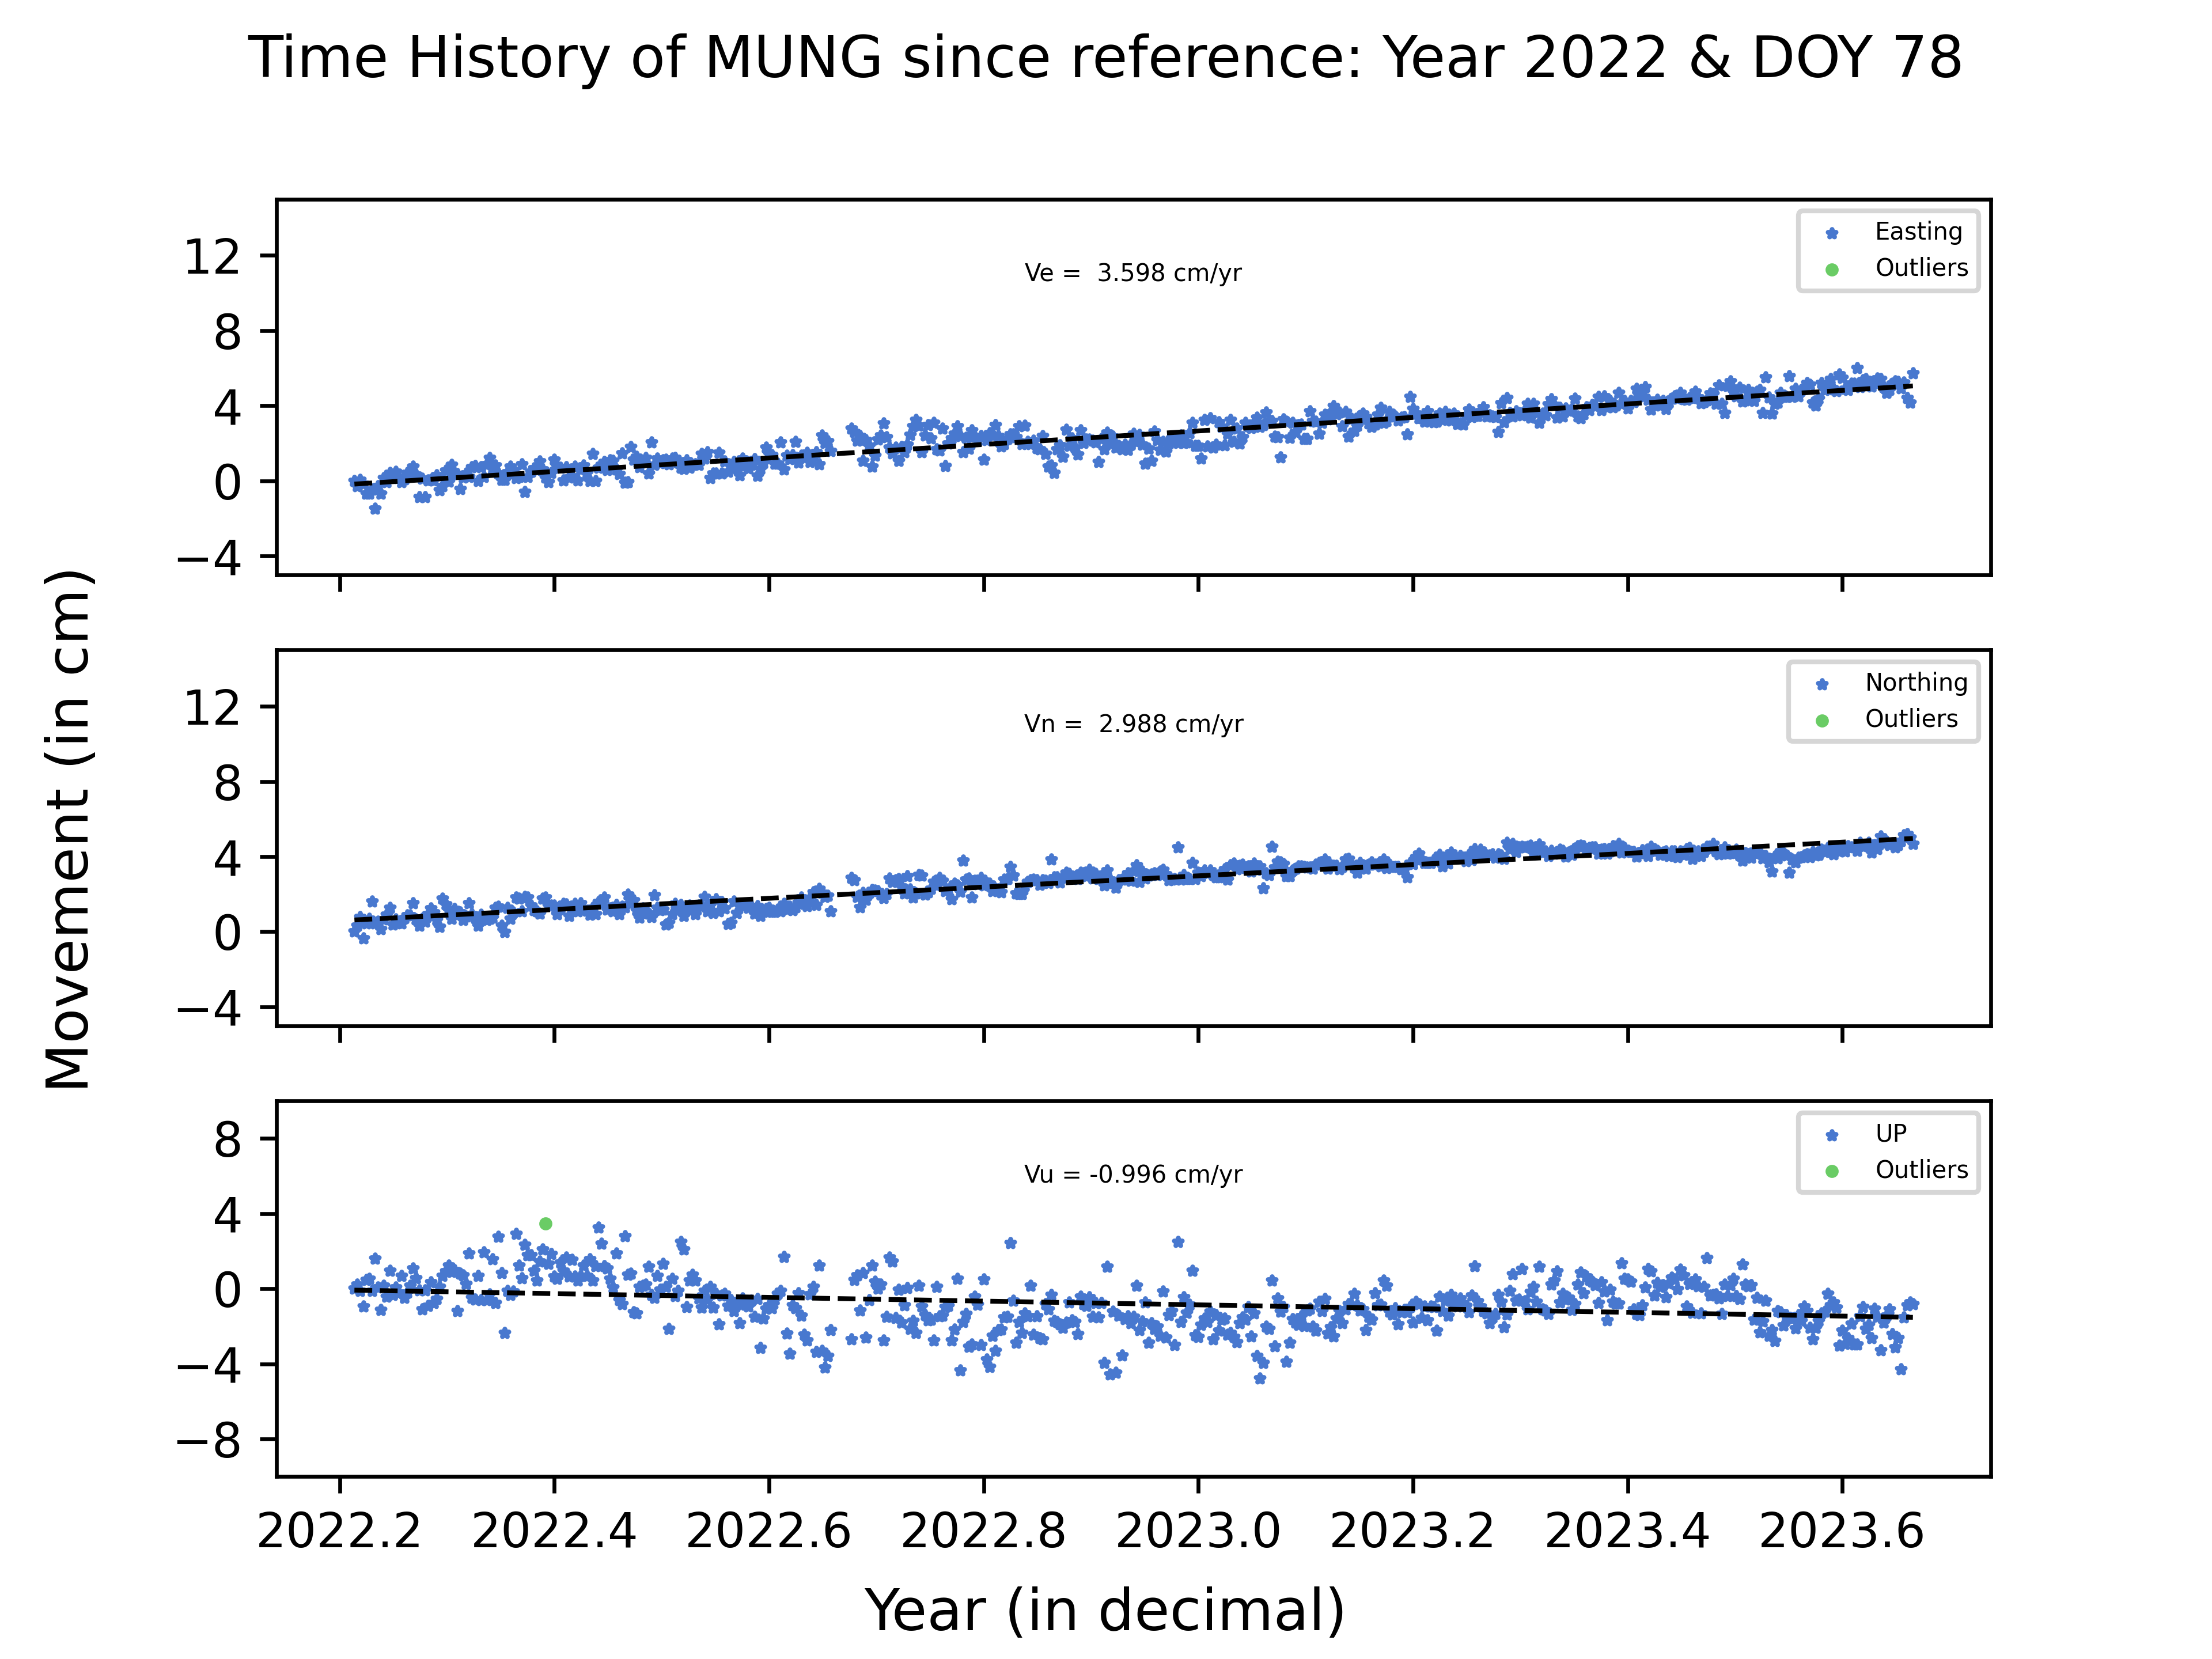 Time History of MUNG since reference: Year 2022 & DOY 78
Movement (in cm)
12
8
4
0
−4
Ve =  3.598 cm/yr
Easting
Outliers
12
8
4
0
−4
Vn =  2.988 cm/yr
Northing
Outliers
8
4
0
−4
−8
Vu = -0.996 cm/yr
UP
Outliers
2022.2 2022.4 2022.6 2022.8 2023.0 2023.2 2023.4 2023.6
Year (in decimal)